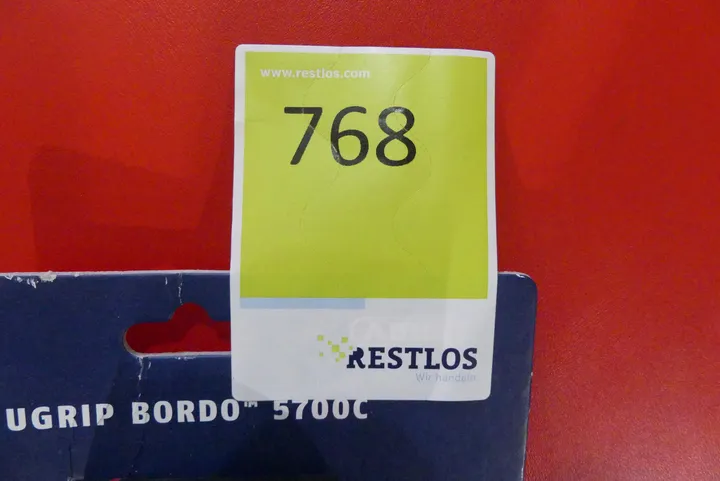 www.restlos.com
768
RESTLOS
Wir handeln
UGRIP BORDO™ 5700C